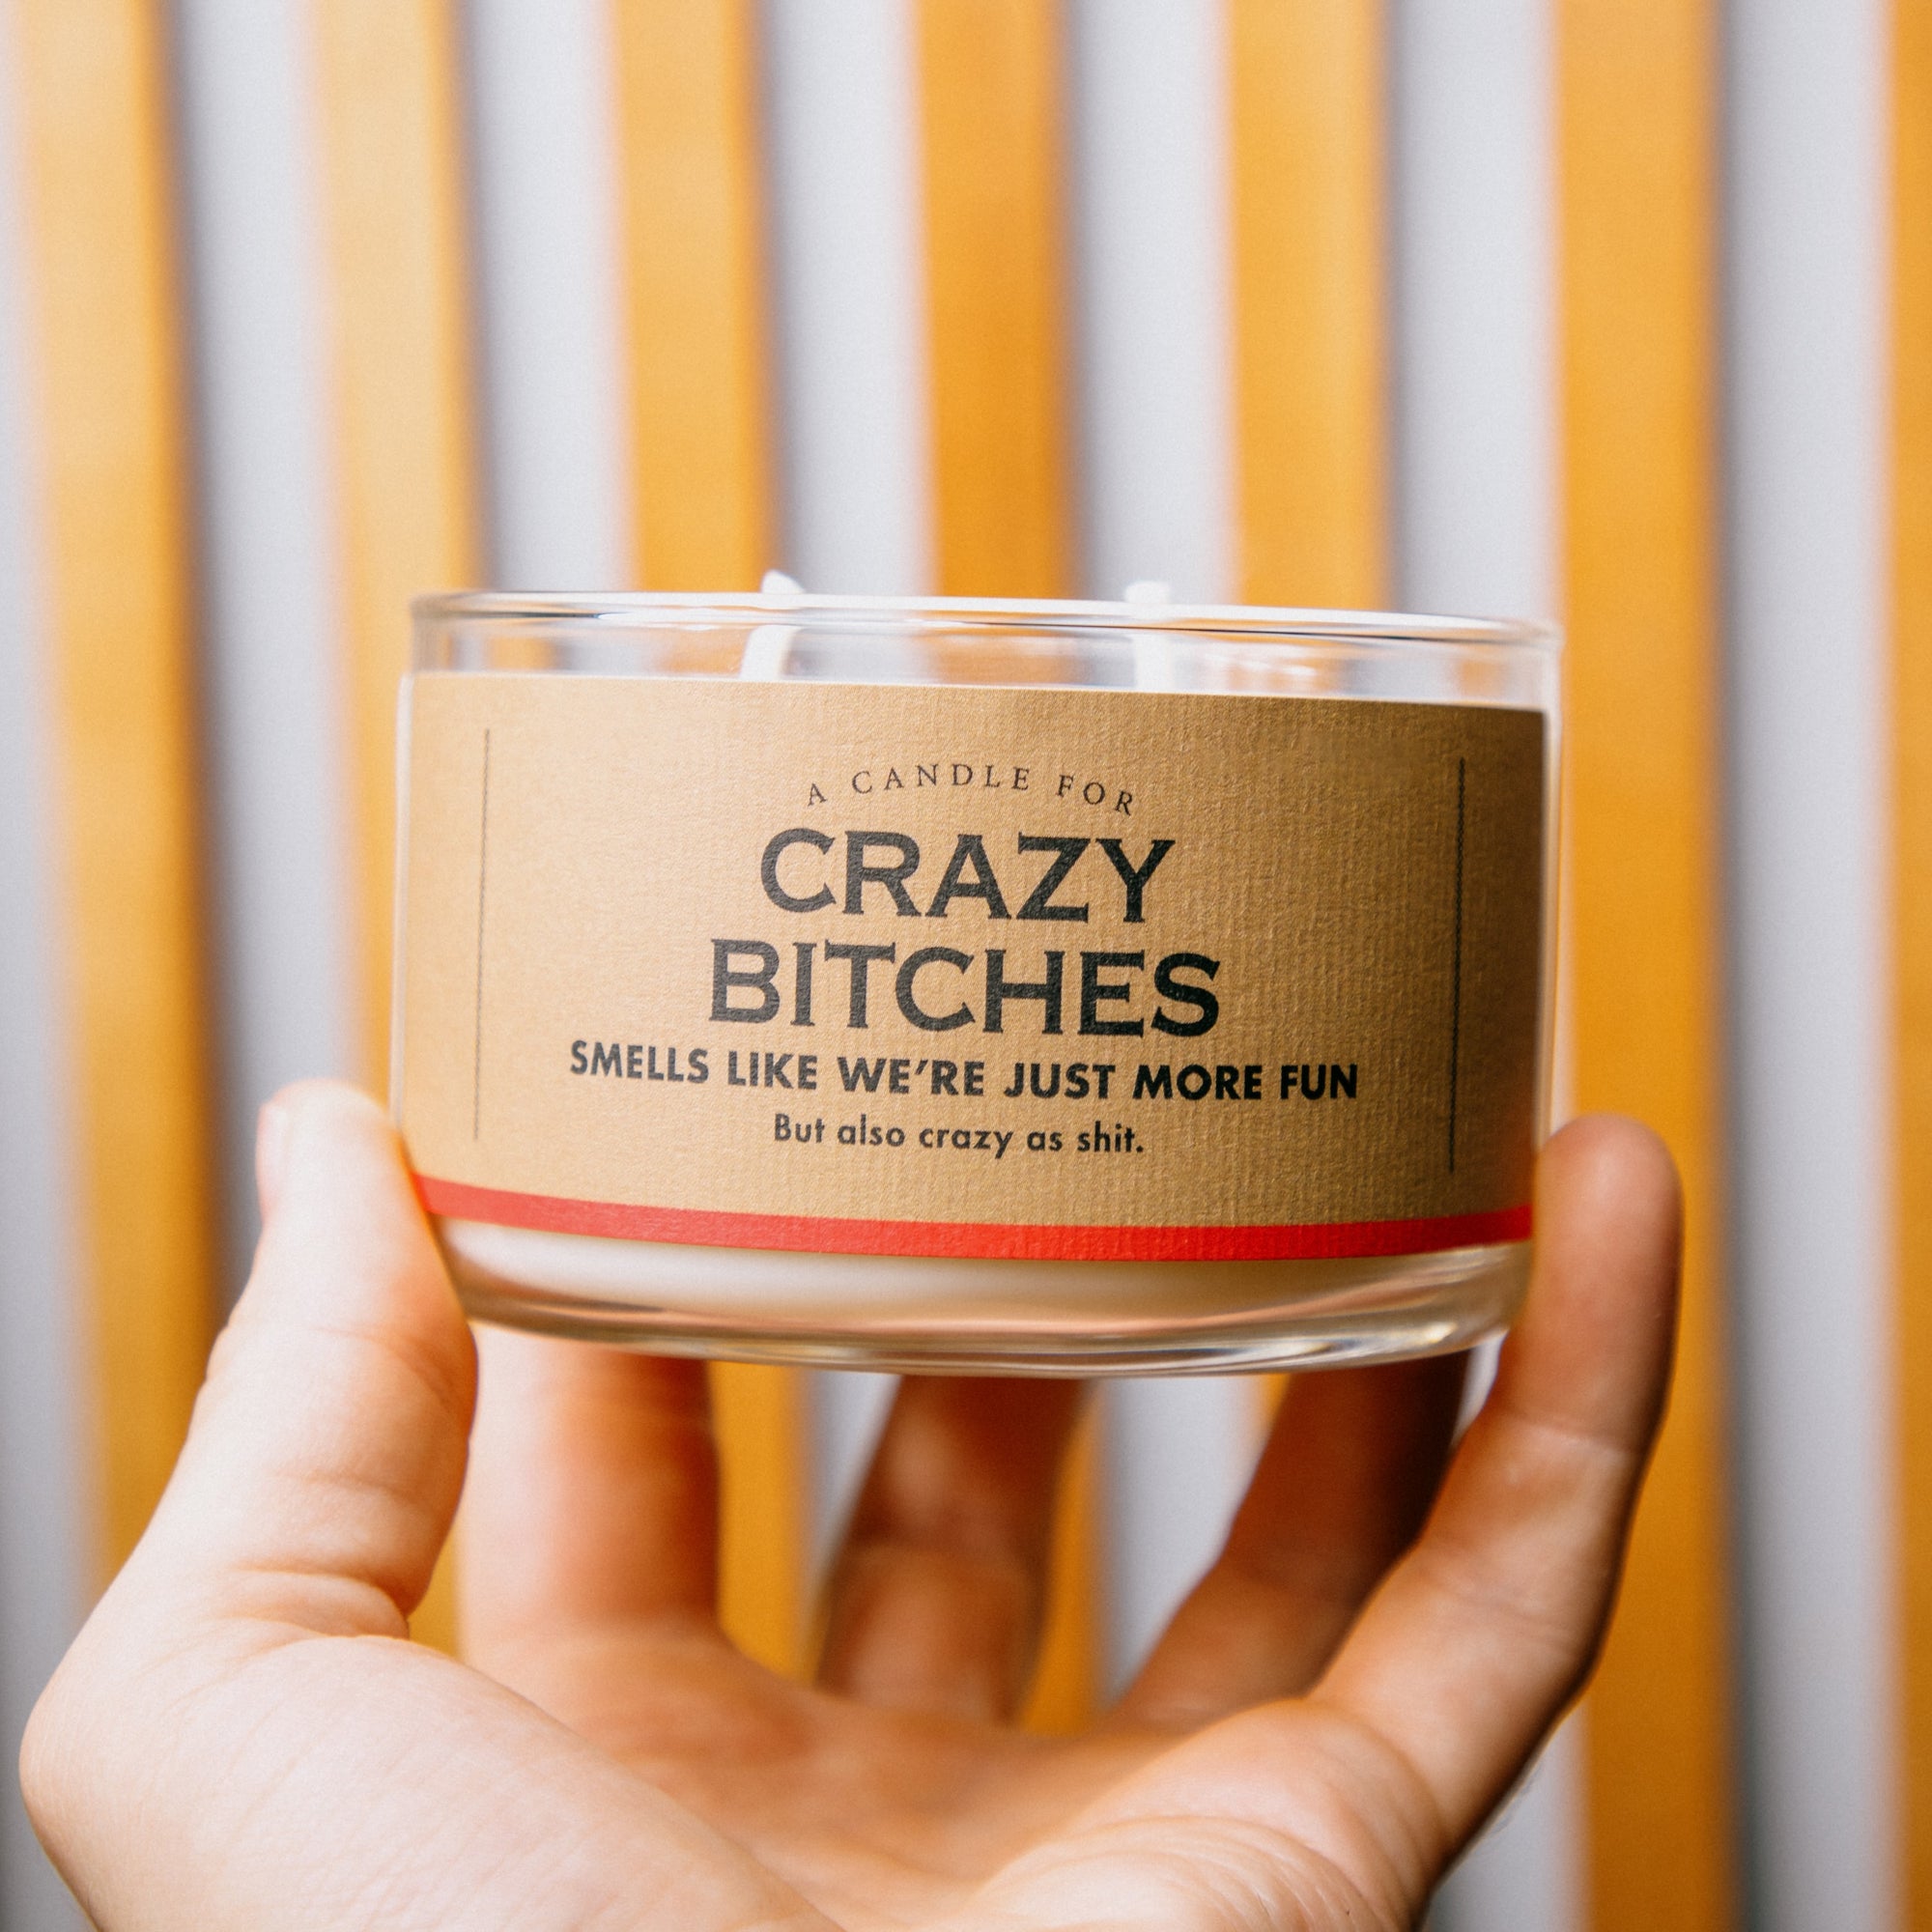 A CANDLE FOR
CRAZY
BITCHES
SMELLS LIKE WE'RE JUST MORE FUN
But also crazy as shit.